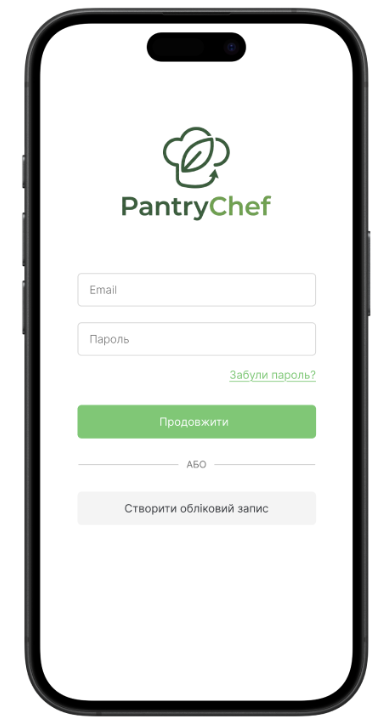 PantryChef
Email
Пароль
Забули пароль?
Продовжити
АБО
Створити обліковий запис